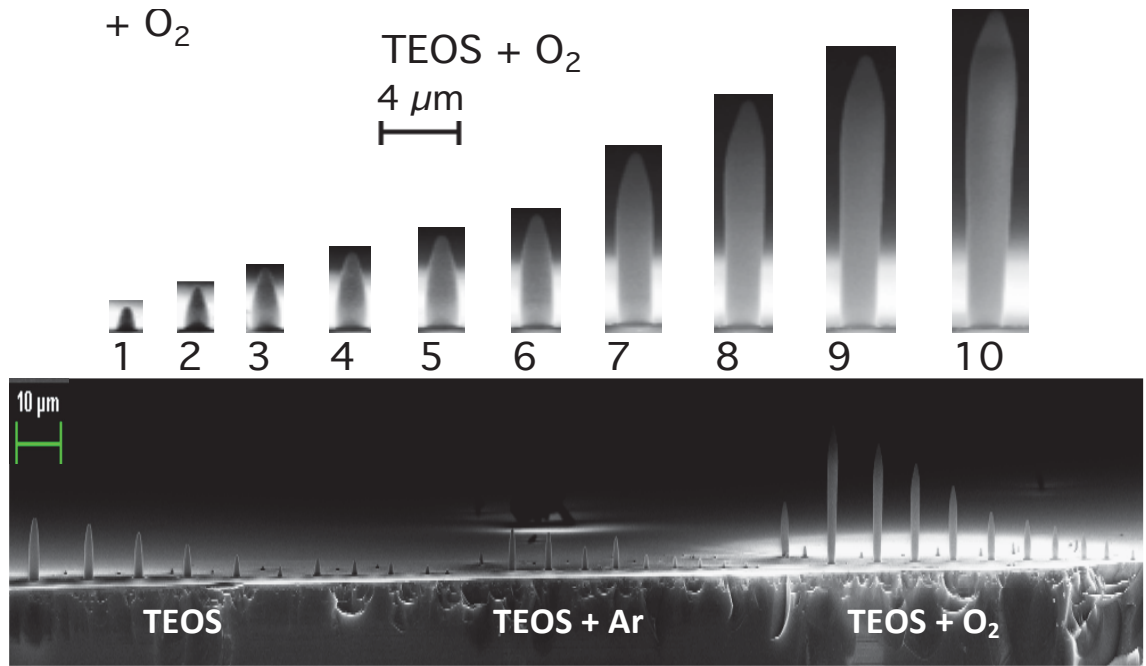 + O₂
TEOS + O₂
4 µm
1 2 3 4 5 6 7 8 9 10
10 µm
TEOS TEOS + Ar TEOS + O₂